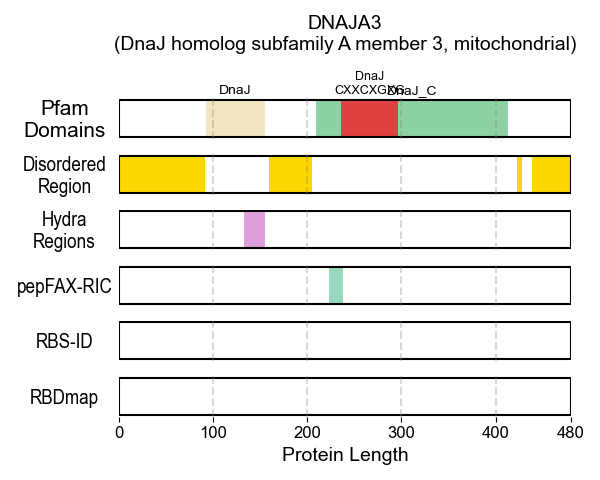 DNAJA3
(DnaJ homolog subfamily A member 3, mitochondrial)
DnaJ
DnaJ
CXXCXGXG
DnaJ_C
Pfam
Domains
Disordered
Region
Hydra
Regions
pepFAX-RIC
RBS-ID
RBDmap
0 100 200 300 400 480
Protein Length